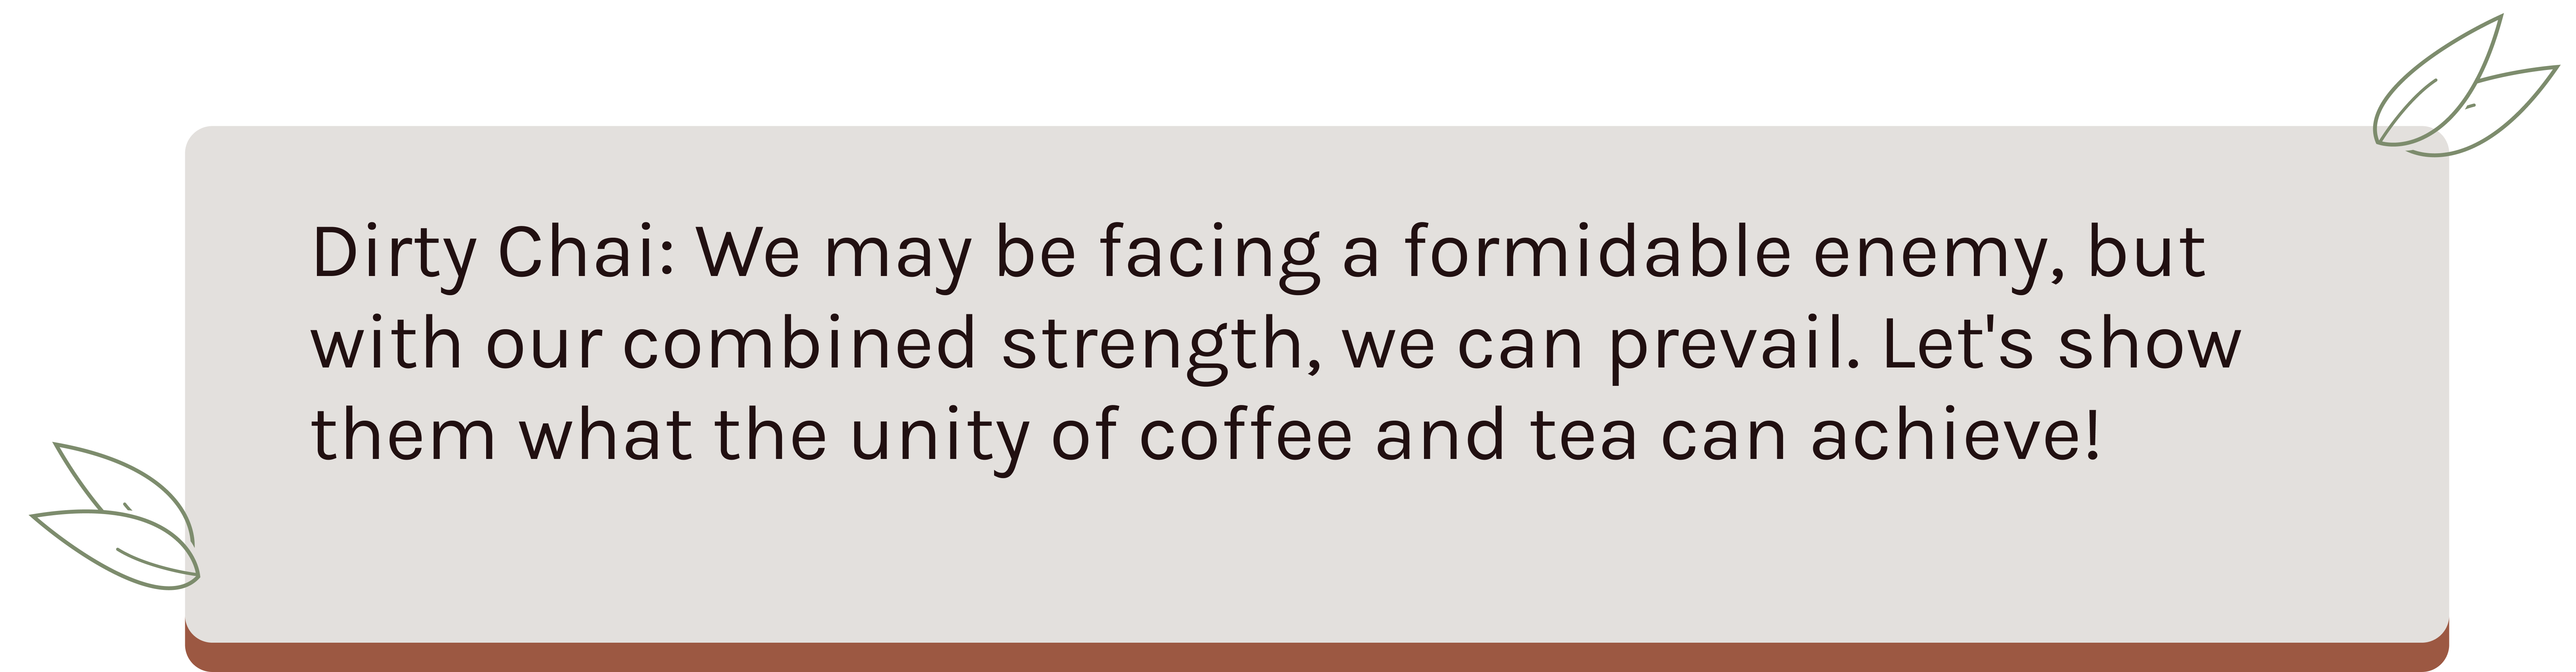 Dirty Chai: We may be facing a formidable enemy, but
with our combined strength, we can prevail. Let's show
them what the unity of coffee and tea can achieve!